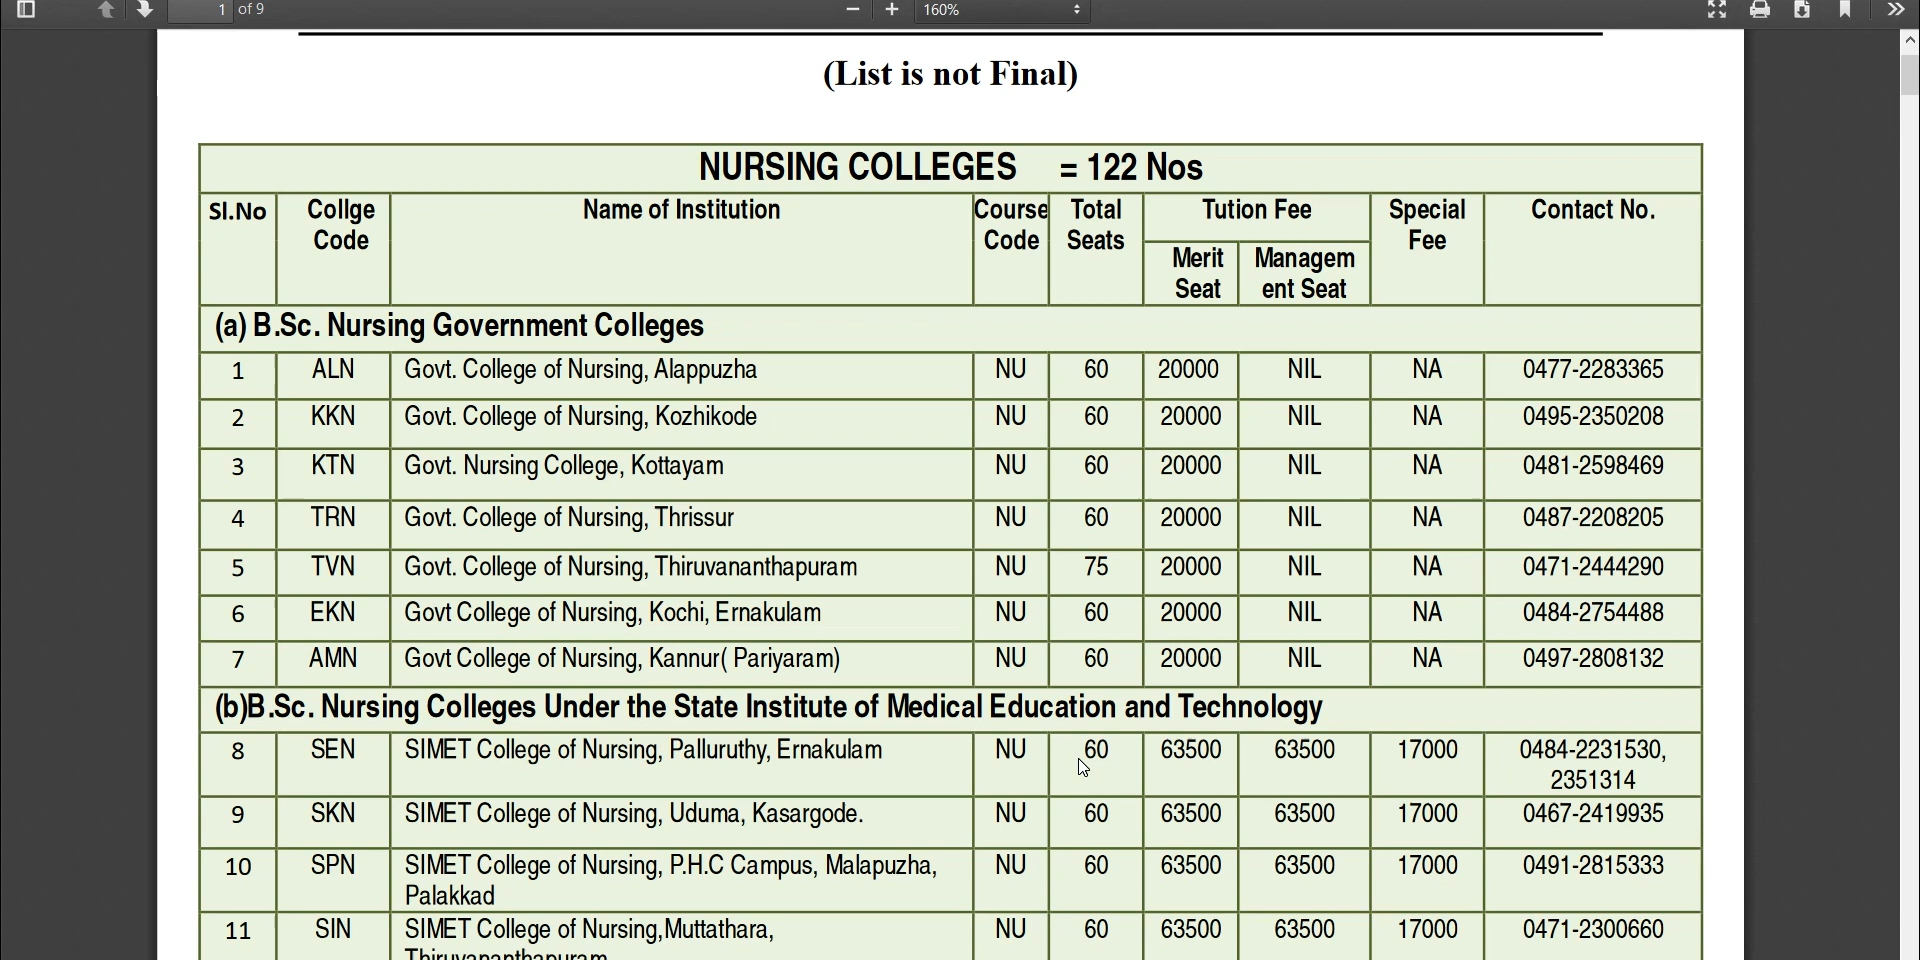 1 of 9
160%
(List is not Final)
NURSING COLLEGES = 122 Nos
Sl.No Collge Code Name of Institution Course Code Total Seats Tution Fee Special Fee Contact No.
Merit Seat Managem ent Seat
(a) B.Sc. Nursing Government Colleges
1 ALN Govt. College of Nursing, Alappuzha NU 60 20000 NIL NA 0477-2283365
2 KKN Govt. College of Nursing, Kozhikode NU 60 20000 NIL NA 0495-2350208
3 KTN Govt. Nursing College, Kottayam NU 60 20000 NIL NA 0481-2598469
4 TRN Govt. College of Nursing, Thrissur NU 60 20000 NIL NA 0487-2208205
5 TVN Govt. College of Nursing, Thiruvananthapuram NU 75 20000 NIL NA 0471-2444290
6 EKN Govt College of Nursing, Kochi, Ernakulam NU 60 20000 NIL NA 0484-2754488
7 AMN Govt College of Nursing, Kannur( Pariyaram) NU 60 20000 NIL NA 0497-2808132
(b)B.Sc. Nursing Colleges Under the State Institute of Medical Education and Technology
8 SEN SIMET College of Nursing, Palluruthy, Ernakulam NU 60 63500 63500 17000 0484-2231530,
2351314
9 SKN SIMET College of Nursing, Uduma, Kasargode. NU 60 63500 63500 17000 0467-2419935
10 SPN SIMET College of Nursing, P.H.C Campus, Malapuzha, NU 60 63500 63500 17000 0491-2815333
Palakkad
11 SIN SIMET College of Nursing,Muttathara, NU 60 63500 63500 17000 0471-2300660
Thiruvananthapuram